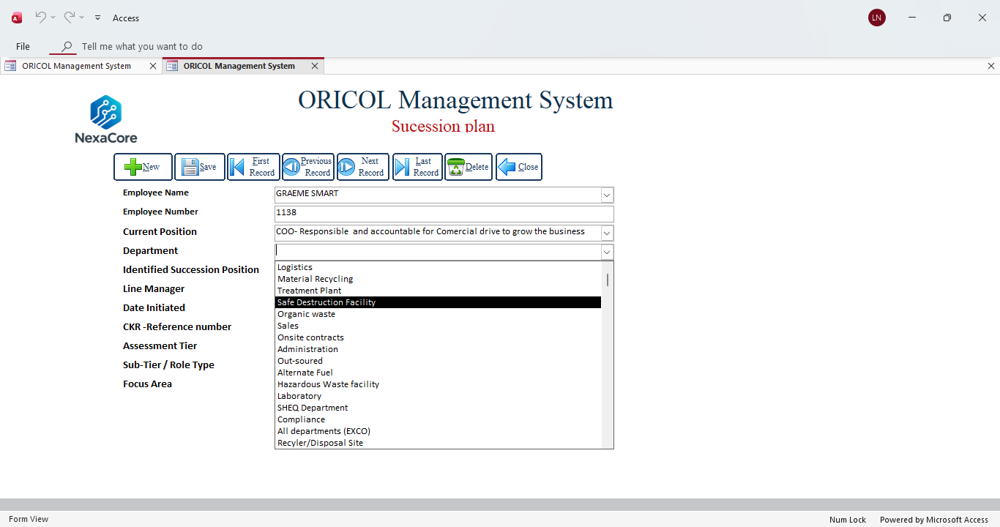 Access
LN
File
Tell me what you want to do
ORICOL Management System
ORICOL Management System
NexaCore
ORICOL Management System
Sucession plan
New
Save
First Record
Previous Record
Next Record
Last Record
Delete
Close
Employee Name
GRAEME SMART
Employee Number
1138
Current Position
COO- Responsible  and accountable for Comercial drive to grow the business
Department
Identified Succession Position
Line Manager
Date Initiated
CKR -Reference number
Assessment Tier
Sub-Tier / Role Type
Focus Area
Logistics
Material Recycling
Treatment Plant
Safe Destruction Facility
Organic waste
Sales
Onsite contracts
Administration
Out-soured
Alternate Fuel
Hazardous Waste facility
Laboratory
SHEQ Department
Compliance
All departments (EXCO)
Recyler/Disposal Site
Form View
Num Lock
Powered by Microsoft Access